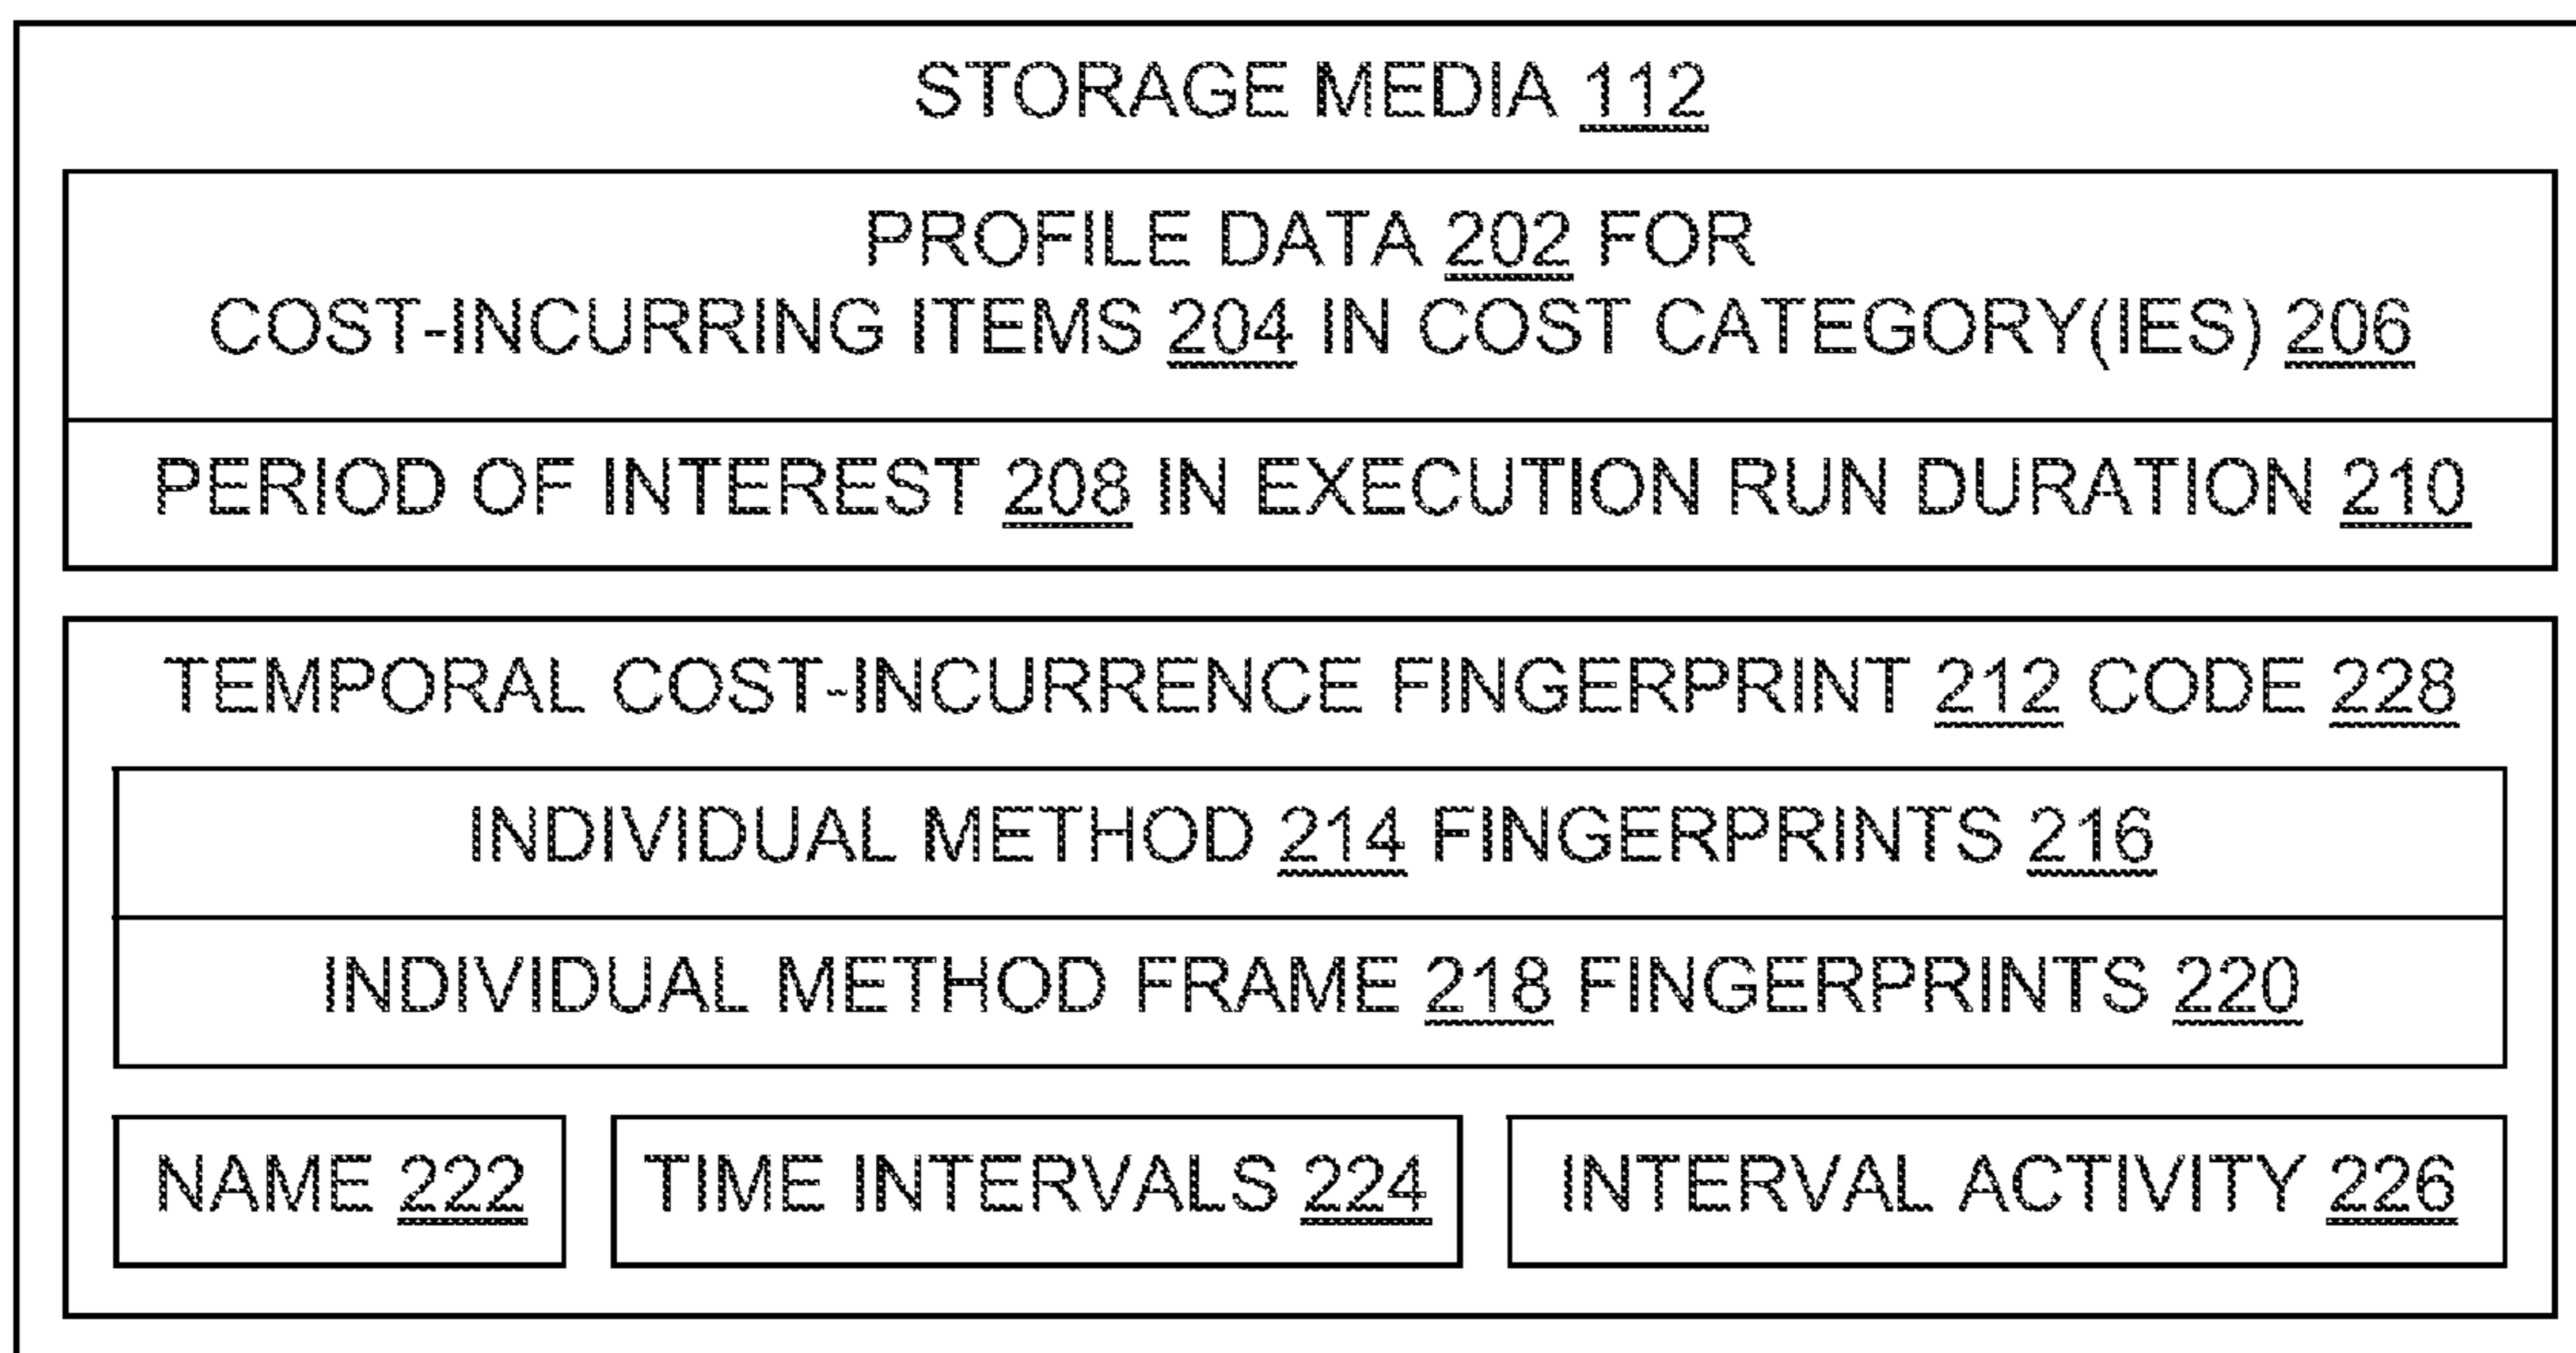 STORAGE MEDIA 112
PROFILE DATA 202 FOR
COST-INCURRING ITEMS 204 IN COST CATEGORY(IES) 206
PERIOD OF INTEREST 208 IN EXECUTION RUN DURATION 210
TEMPORAL COST-INCURRENCE FINGERPRINT 212 CODE 228
INDIVIDUAL METHOD 214 FINGERPRINTS 216
INDIVIDUAL METHOD FRAME 218 FINGERPRINTS 220
NAME 222
TIME INTERVALS 224
INTERVAL ACTIVITY 226